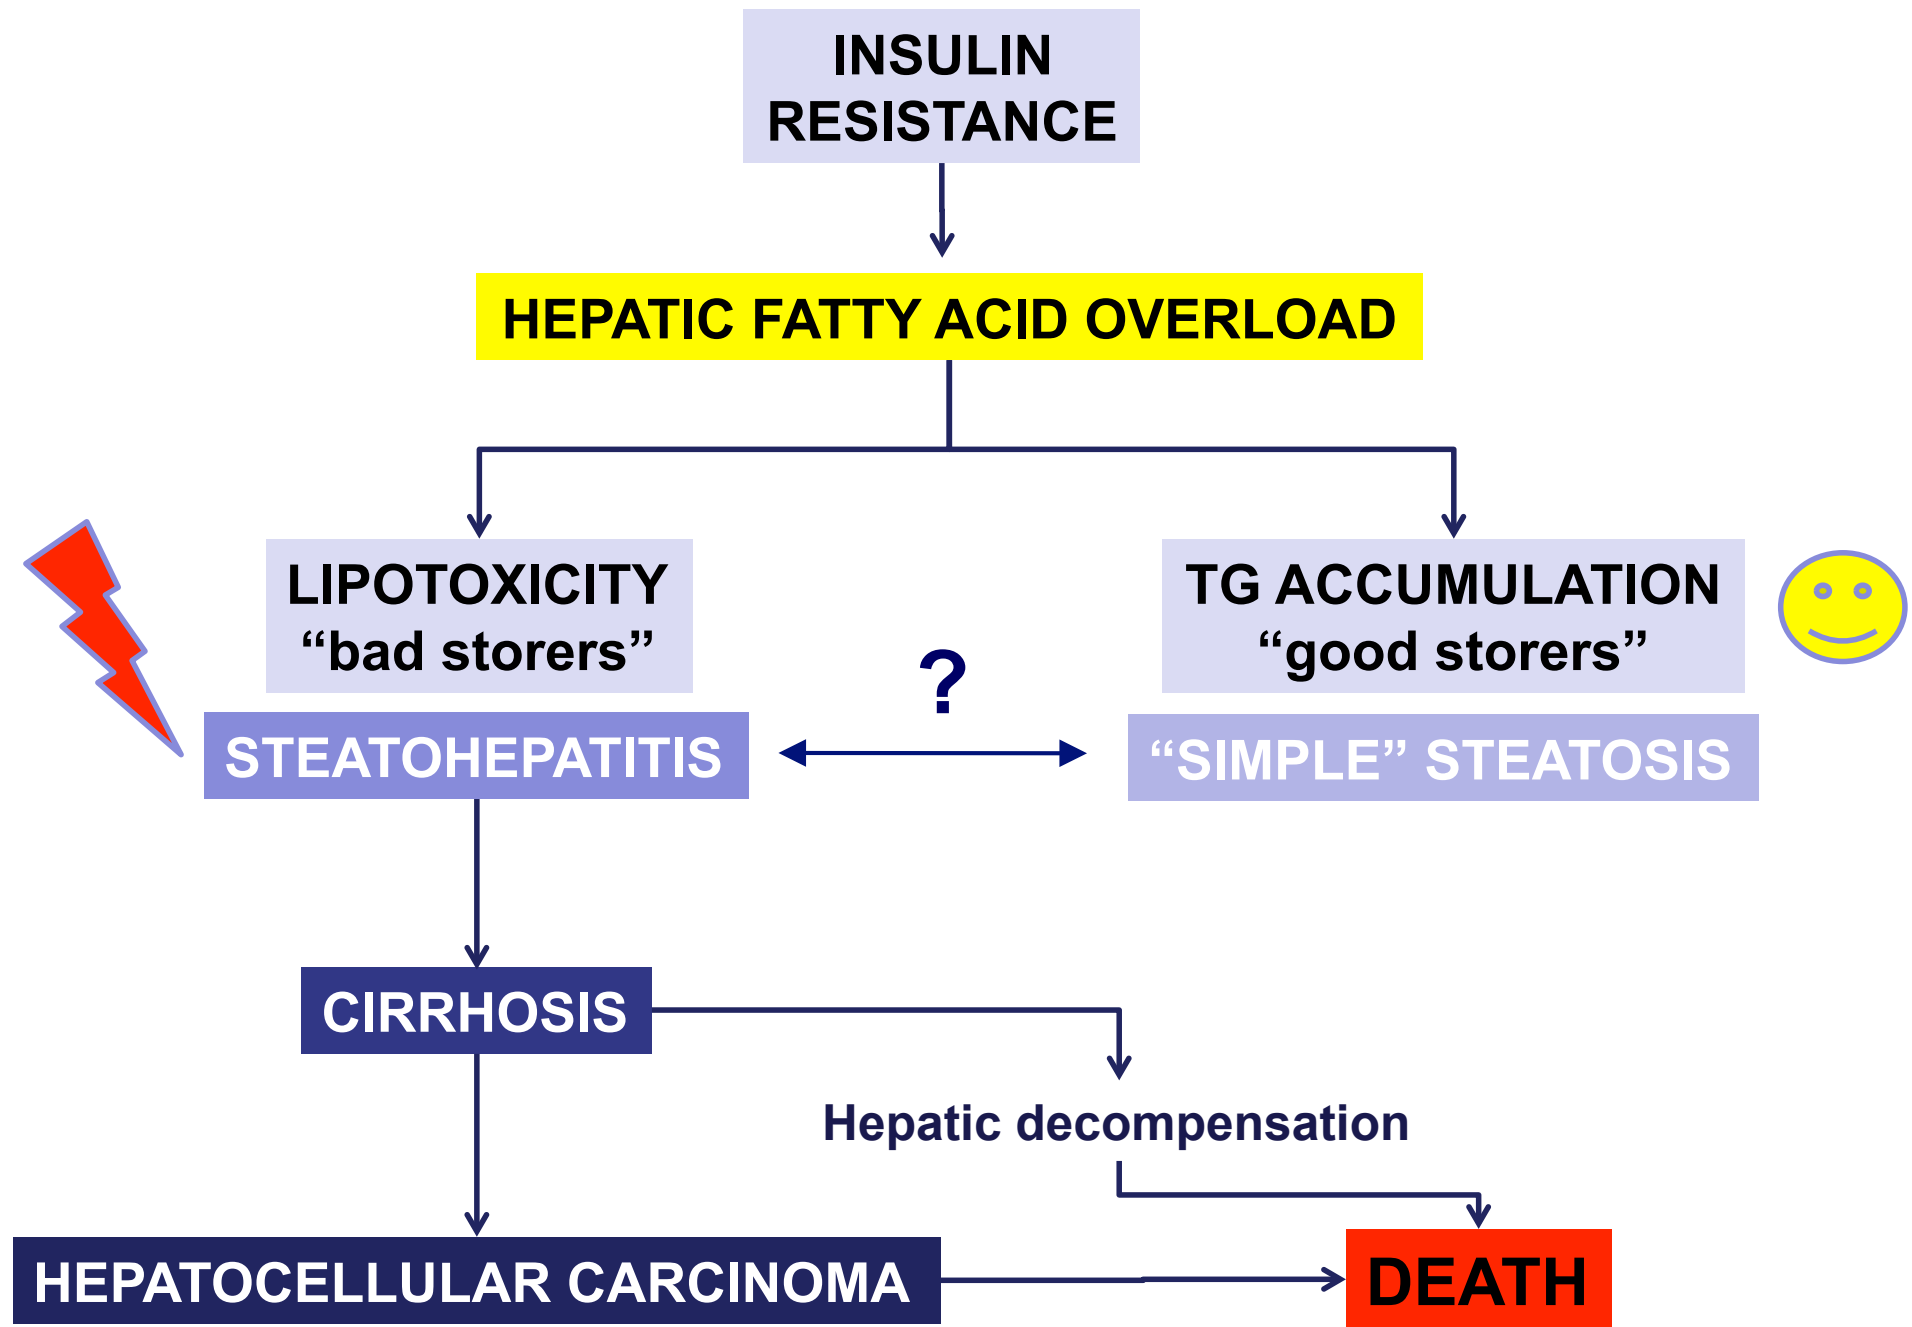 INSULIN
RESISTANCE
HEPATIC FATTY ACID OVERLOAD
LIPOTOXICITY
“bad storers”
TG ACCUMULATION
“good storers”
?
STEATOHEPATITIS
“SIMPLE” STEATOSIS
CIRRHOSIS
Hepatic decompensation
HEPATOCELLULAR CARCINOMA
DEATH